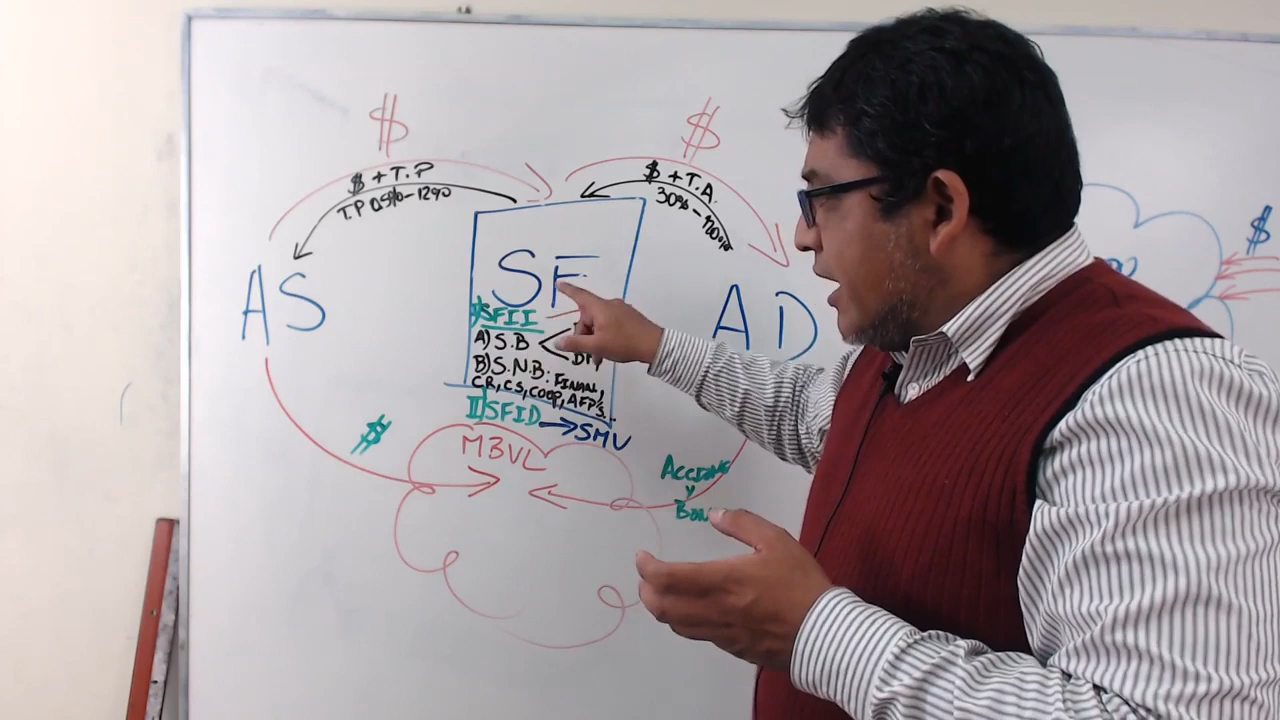 $
$
$ + T.P
T.P 0.5%-12%
$ + T.A.
30% - 120%
AS
SF
AD
I) SFII
A) S.B <
B) S.N.B: FINAN,
CR, CS, COOP, AFP's..
II) SFID → SMV
MBVL
$
ACCIONES
Y
$